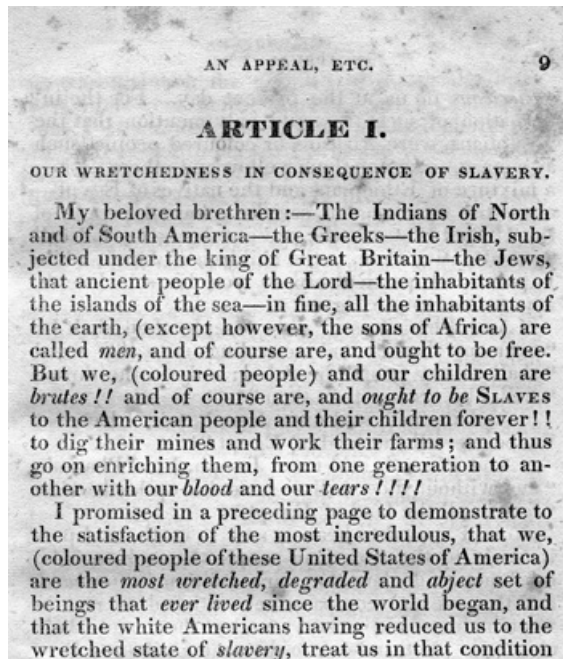 AN APPEAL, ETC. 9
ARTICLE I.
OUR WRETCHEDNESS IN CONSEQUENCE OF SLAVERY.
My beloved brethren:—The Indians of North
and of South America—the Greeks—the Irish, sub-
jected under the king of Great Britain—the Jews,
that ancient people of the Lord—the inhabitants of
the islands of the sea—in fine, all the inhabitants of
the earth, (except however, the sons of Africa) are
called men, and of course are, and ought to be free.
But we, (coloured people) and our children are
brutes!! and of course are, and ought to be SLAVES
to the American people and their children forever!!
to dig their mines and work their farms; and thus
go on enriching them, from one generation to an-
other with our blood and our tears!!!!
I promised in a preceding page to demonstrate to
the satisfaction of the most incredulous, that we,
(coloured people of these United States of America)
are the most wretched, degraded and abject set of
beings that ever lived since the world began, and
that the white Americans having reduced us to the
wretched state of slavery, treat us in that condition